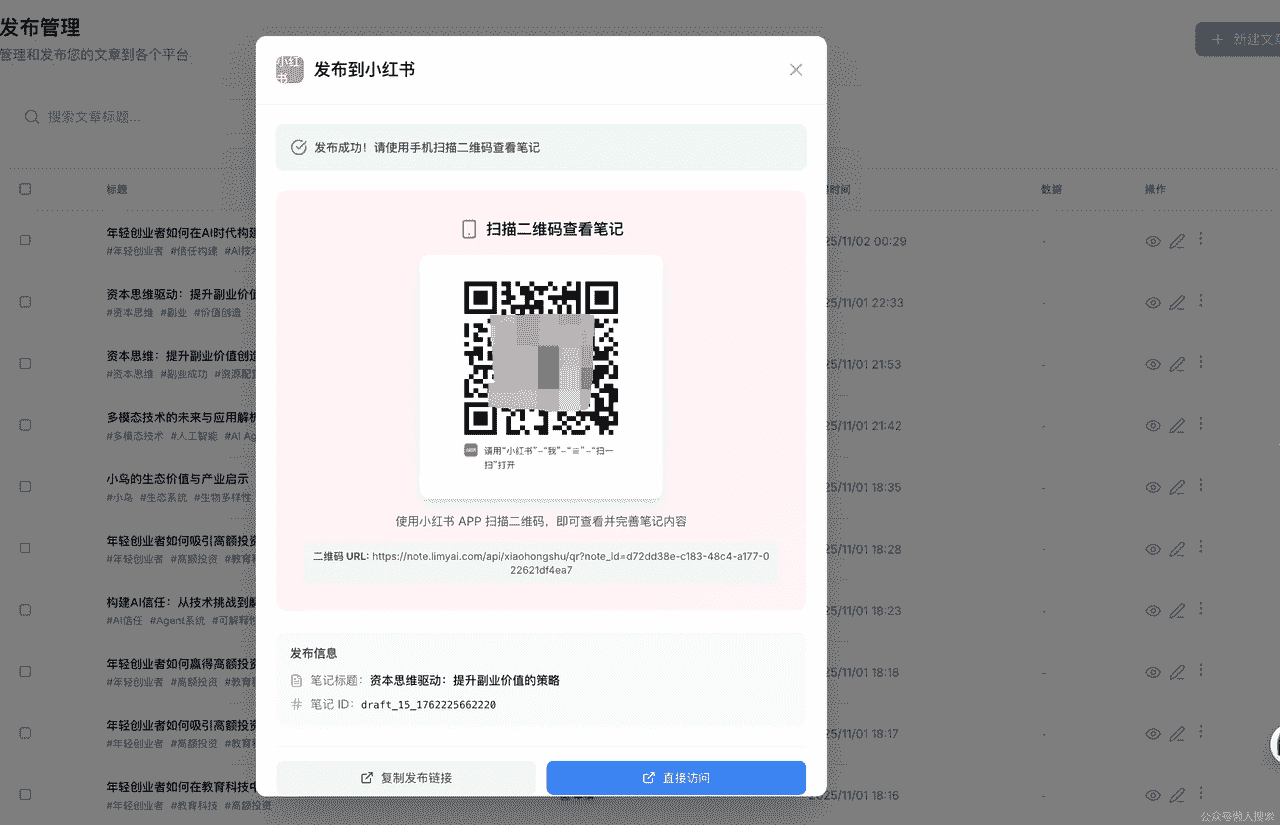 发布管理
管理和发布您的文章到各个平台
新建文
搜索文章标题...
小红书
发布到小红书
发布成功！请使用手机扫描二维码查看笔记
扫描二维码查看笔记
请用“小红书”-“我”-“≡”-“扫一
扫”打开
使用小红书 APP 扫描二维码，即可查看并完善笔记内容
二维码 URL: https://note.limyai.com/api/xiaohongshu/qr?note_id=d72dd38e-c183-48c4-a177-0
22621df4ea7
发布信息
笔记标题： 资本思维驱动：提升副业价值的策略
笔记 ID： draft_15_1762225662220
复制发布链接
直接访问
标题 时间 数据 操作
年轻创业者如何在AI时代构建
#年轻创业者 #信任构建 #AI技
25/11/02 00:29 -
资本思维驱动：提升副业价值
#资本思维 #副业 #价值创造
25/11/01 22:33 -
资本思维：提升副业价值创造
#资本思维 #副业成功 #资源配
25/11/01 21:53 -
多模态技术的未来与应用解析
#多模态技术 #人工智能 #AI Ag
25/11/01 21:42 -
小鸟的生态价值与产业启示
#小鸟 #生态系统 #生物多样性
25/11/01 18:35 -
年轻创业者如何吸引高额投资
#年轻创业者 #高额投资 #教育
25/11/01 18:28 -
构建AI信任：从技术挑战到
#AI信任 #Agent系统 #可解释性
25/11/01 18:23 -
年轻创业者如何赢得高额投资
#年轻创业者 #高额投资 #教育
25/11/01 18:18 -
年轻创业者如何吸引高额投资
#年轻创业者 #高额投资 #教育
25/11/01 18:17 -
年轻创业者如何在教育科技中
#年轻创业者 #教育科技 #高额投资
2025/11/01 18:16 -
公众号懒人搜索